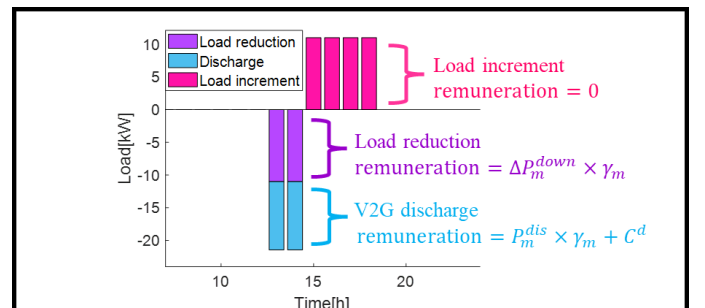 Load reduction
Discharge
Load increment
10
5
0
-5
-10
-15
-20
Load[kW]
10
15
20
Time[h]
Load increment
remuneration = 0
Load reduction
remuneration = ΔP_m^{down} × γ_m
V2G discharge
remuneration = P_m^{dis} × γ_m + C^d